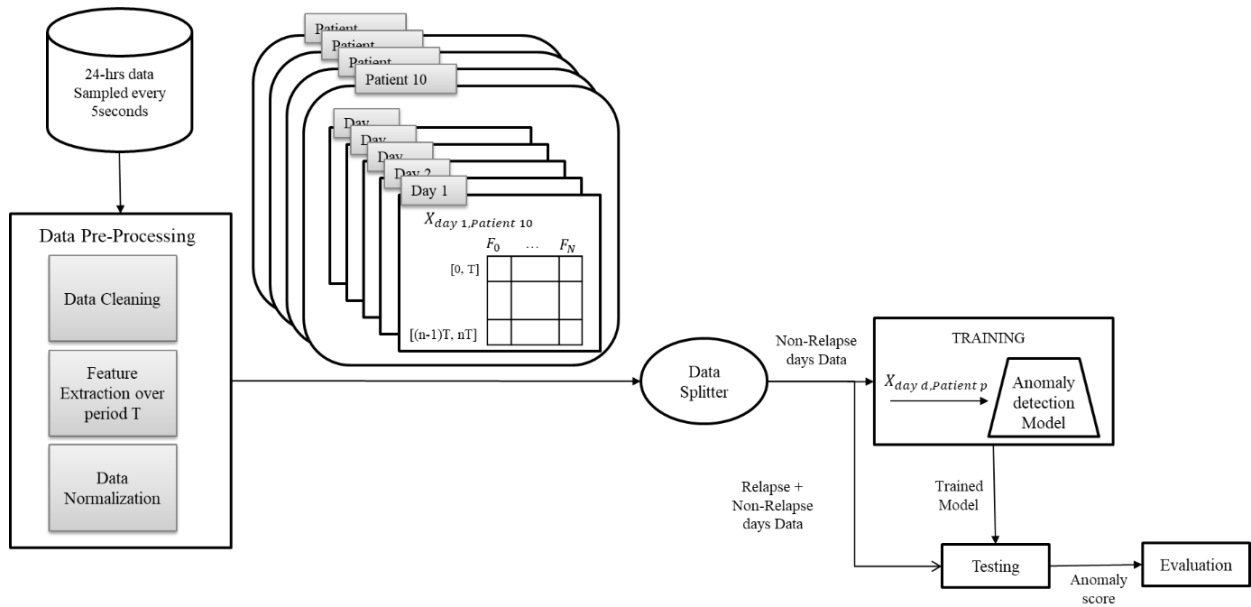 24-hrs data
Sampled every
5seconds
Data Pre-Processing
Data Cleaning
Feature
Extraction over
period T
Data
Normalization
Patient
Patient
Patient
Patient 10
Day
Day
Day
Day 2
Day 1
X_{day 1,Patient 10}
F_0 … F_N
[0, T]
[(n-1)T, nT]
Data
Splitter
Non-Relapse
days Data
TRAINING
X_{day d,Patient p}
Anomaly
detection
Model
Relapse +
Non-Relapse
days Data
Trained
Model
Testing
Anomaly
score
Evaluation